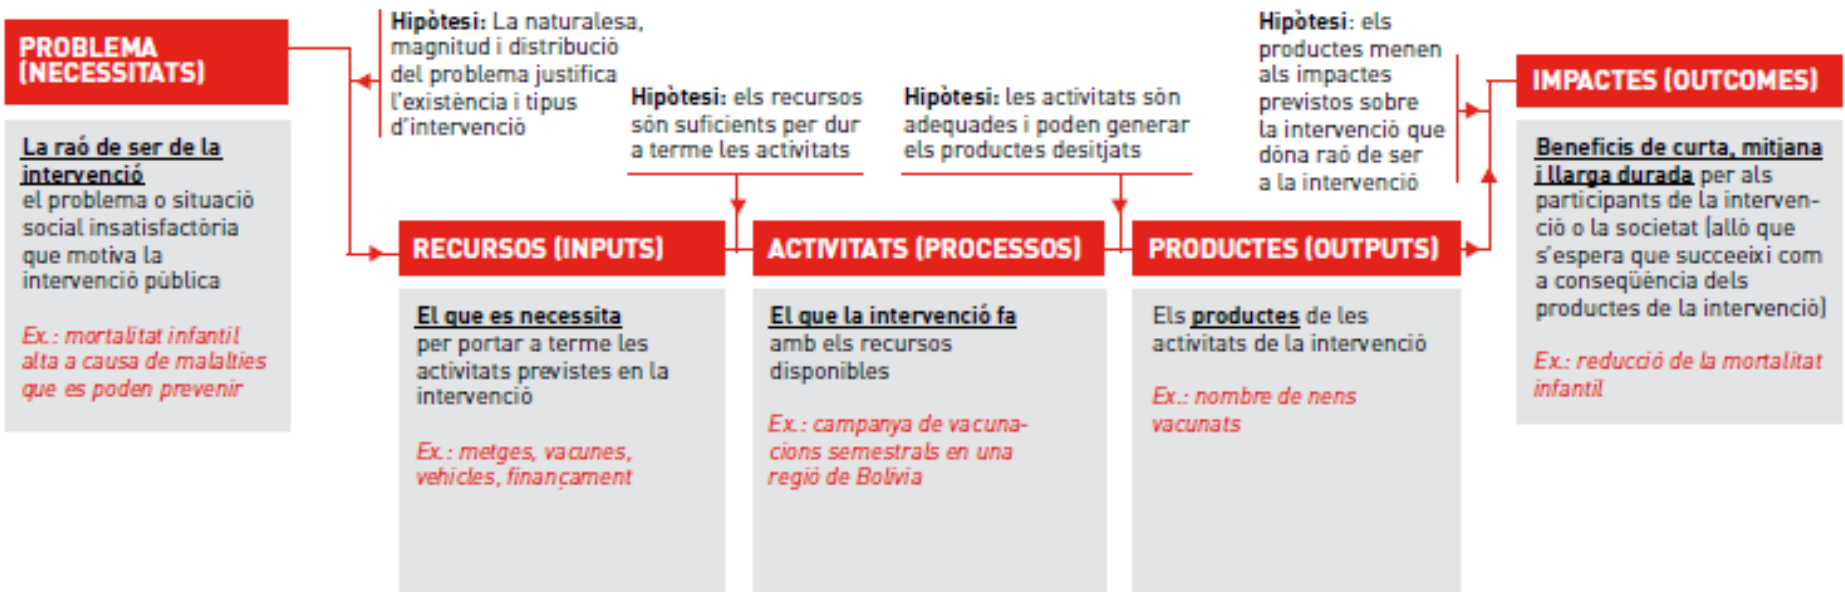 PROBLEMA
(NECESSITATS)
La raó de ser de la
intervenció
el problema o situació
social insatisfactòria
que motiva la
intervenció pública
Ex.: mortalitat infantil
alta a causa de malalties
que es poden prevenir
Hipòtesi: La naturalesa,
magnitud i distribució
del problema justifica
l'existència i tipus
d'intervenció
RECURSOS (INPUTS)
El que es necessita
per portar a terme les
activitats previstes en la
intervenció
Ex.: metges, vacunes,
vehicles, finançament
Hipòtesi: els recursos
són suficients per dur
a terme les activitats
ACTIVITATS (PROCESSOS)
El que la intervenció fa
amb els recursos
disponibles
Ex.: campanya de vacuna-
cions semestrals en una
regió de Bolívia
Hipòtesi: les activitats són
adequades i poden generar
els productes desitjats
PRODUCTES (OUTPUTS)
Els productes de les
activitats de la intervenció
Ex.: nombre de nens
vacunats
Hipòtesi: els
productes menen
als impactes
previstos sobre
la intervenció que
dóna raó de ser
a la intervenció
IMPACTES (OUTCOMES)
Beneficis de curta, mitjana
i llarga durada per als
participants de la interven-
ció o la societat (allò que
s'espera que succeeixi com
a conseqüència dels
productes de la intervenció)
Ex.: reducció de la mortalitat
infantil